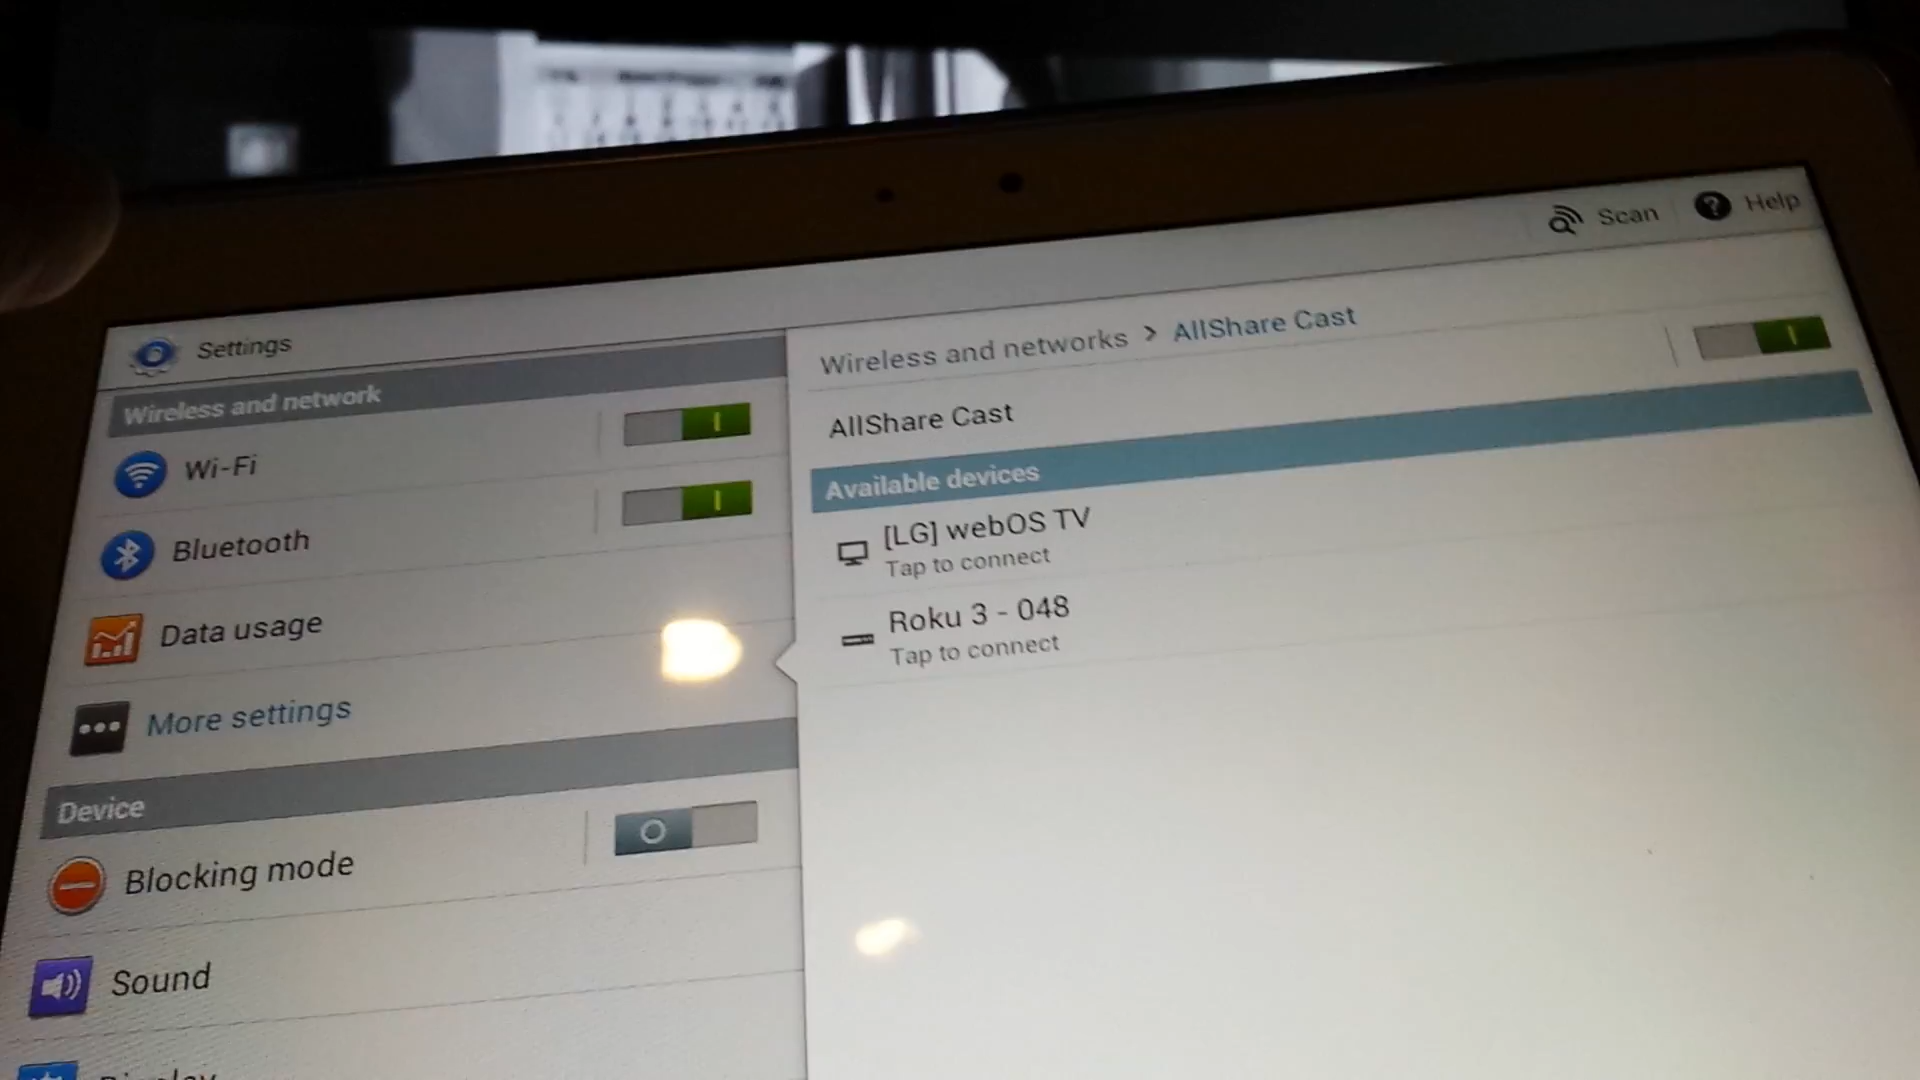 Scan
Help
Settings
Wireless and networks > AllShare Cast
Wireless and network
Wi-Fi
Bluetooth
Data usage
More settings
Device
Blocking mode
Sound
Display
AllShare Cast
Available devices
[LG] webOS TV
Tap to connect
Roku 3 - 048
Tap to connect